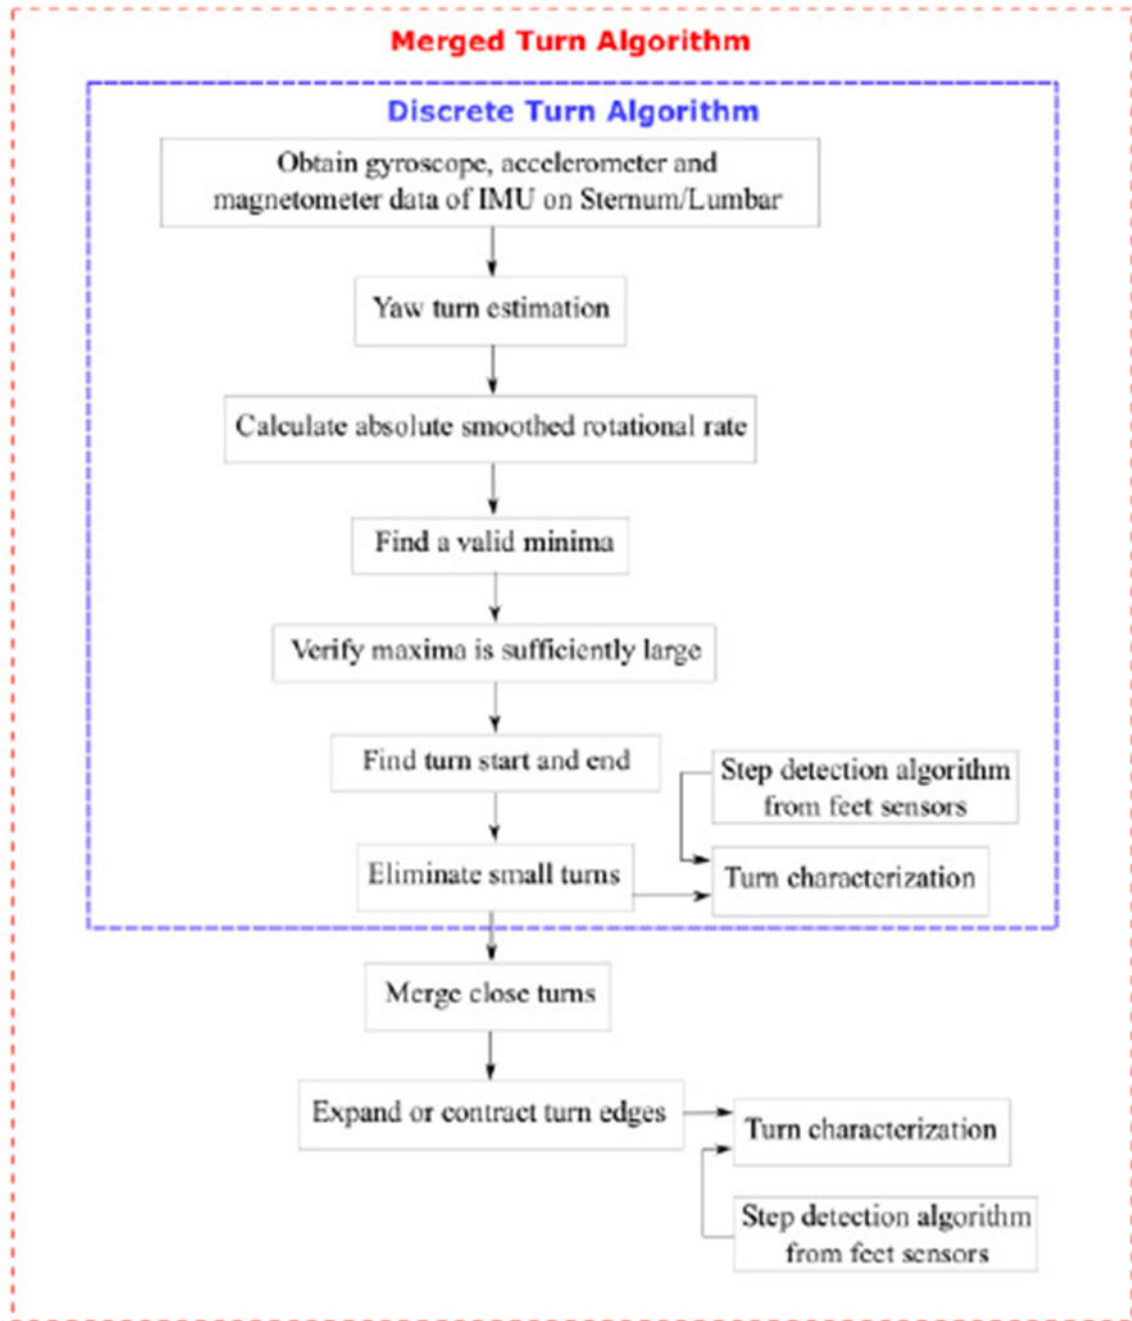 Merged Turn Algorithm
Discrete Turn Algorithm
Obtain gyroscope, accelerometer and
magnetometer data of IMU on Sternum/Lumbar
Yaw turn estimation
Calculate absolute smoothed rotational rate
Find a valid minima
Verify maxima is sufficiently large
Find turn start and end
Step detection algorithm
from feet sensors
Eliminate small turns
Turn characterization
Merge close turns
Expand or contract turn edges
Turn characterization
Step detection algorithm
from feet sensors